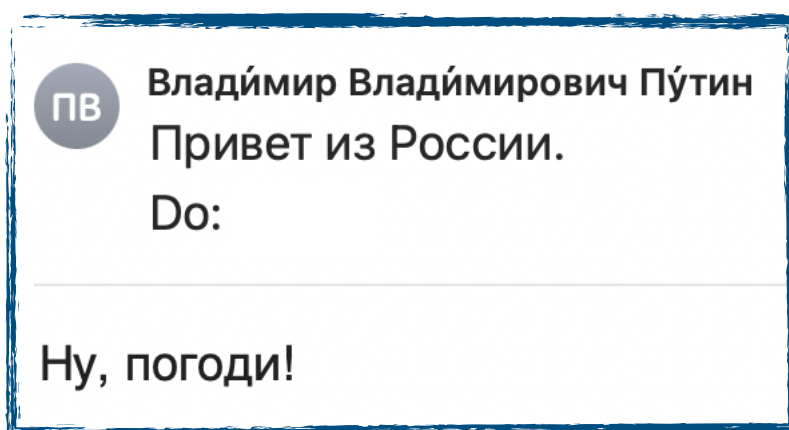 ПВ
Влади́мир Влади́мирович Пу́тин
Привет из России.
Do:
Ну, погоди!